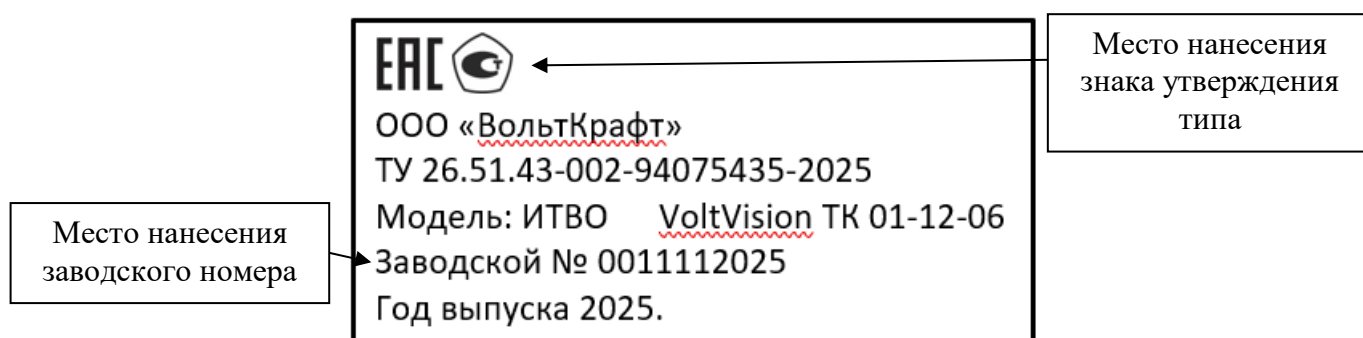 ЕАС
Место нанесения
знака утверждения
типа
ООО «ВольтКрафт»
ТУ 26.51.43-002-94075435-2025
Модель: ИТВО VoltVision ТК 01-12-06
Место нанесения
заводского номера
Заводской № 0011112025
Год выпуска 2025.